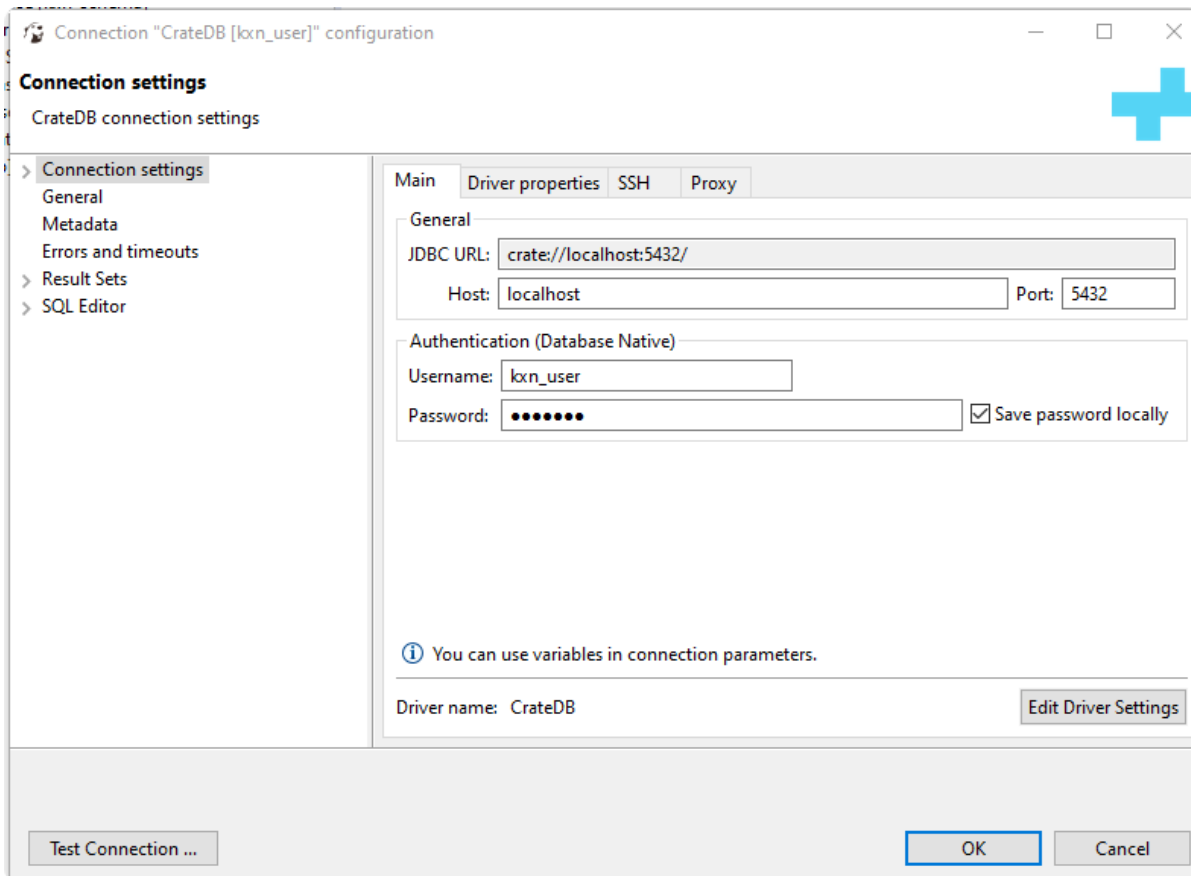 Connection "CrateDB [kxn_user]" configuration
Connection settings
CrateDB connection settings
Connection settings
General
Metadata
Errors and timeouts
Result Sets
SQL Editor
Main Driver properties SSH Proxy
General
JDBC URL: crate://localhost:5432/
Host: localhost Port: 5432
Authentication (Database Native)
Username: kxn_user
Password: •••••••
Save password locally
You can use variables in connection parameters.
Driver name: CrateDB
Edit Driver Settings
Test Connection ...
OK
Cancel